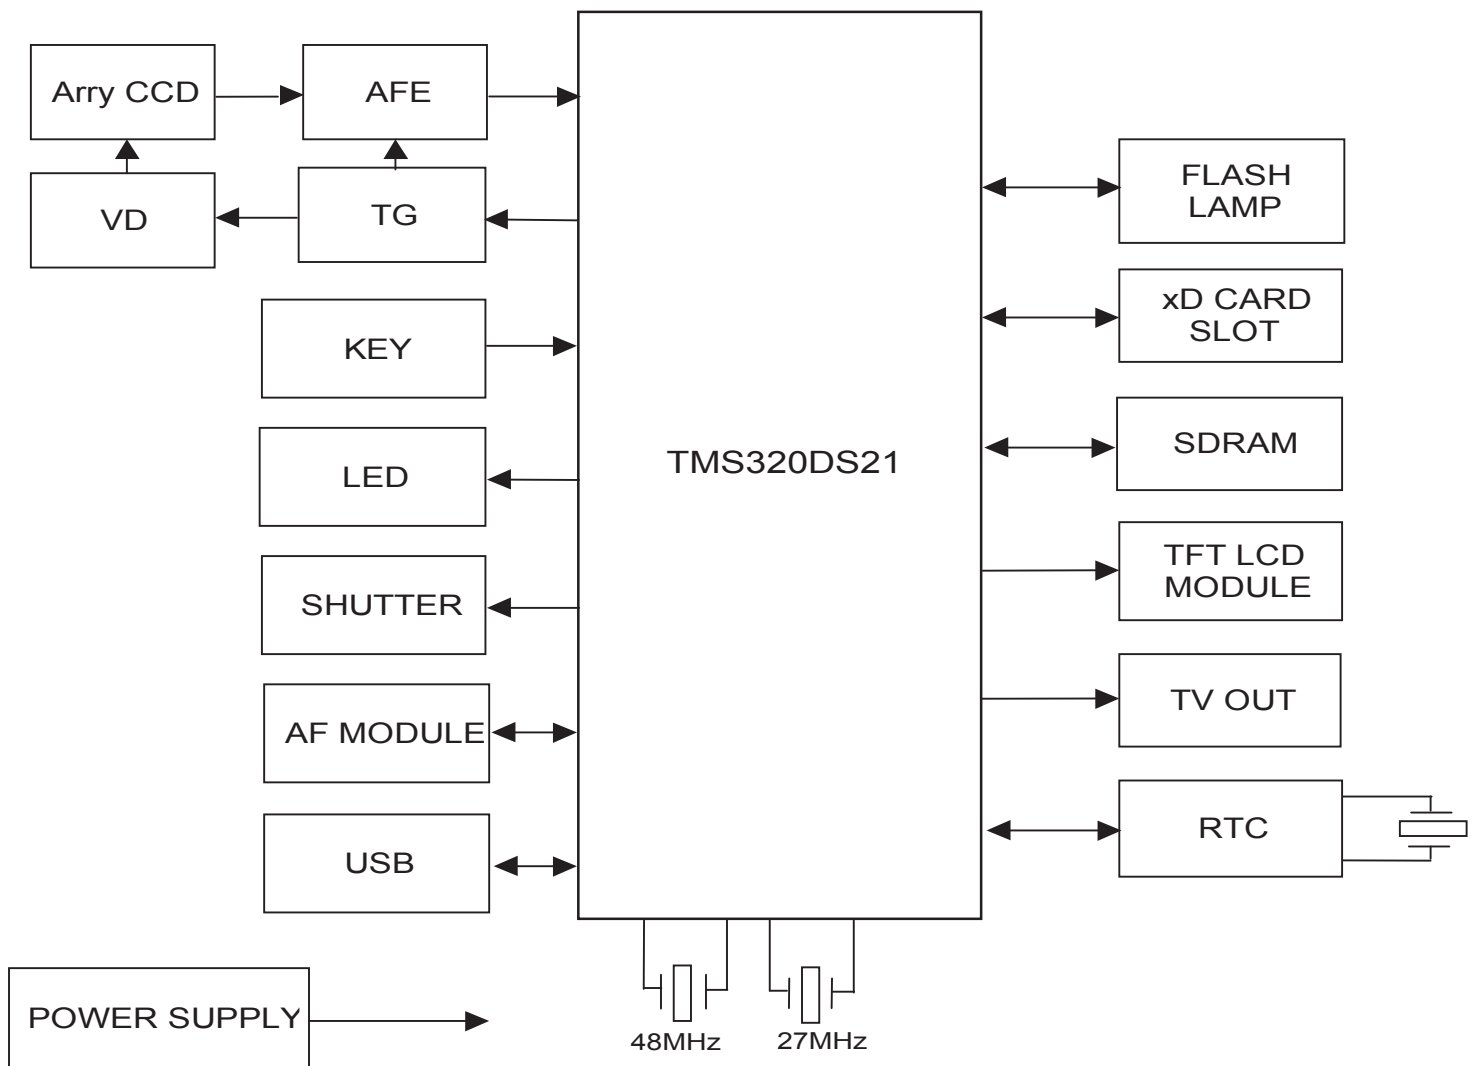 Arry CCD
AFE
VD
TG
KEY
LED
SHUTTER
AF MODULE
USB
POWER SUPPLY
TMS320DS21
48MHz
27MHz
FLASH
LAMP
xD CARD
SLOT
SDRAM
TFT LCD
MODULE
TV OUT
RTC